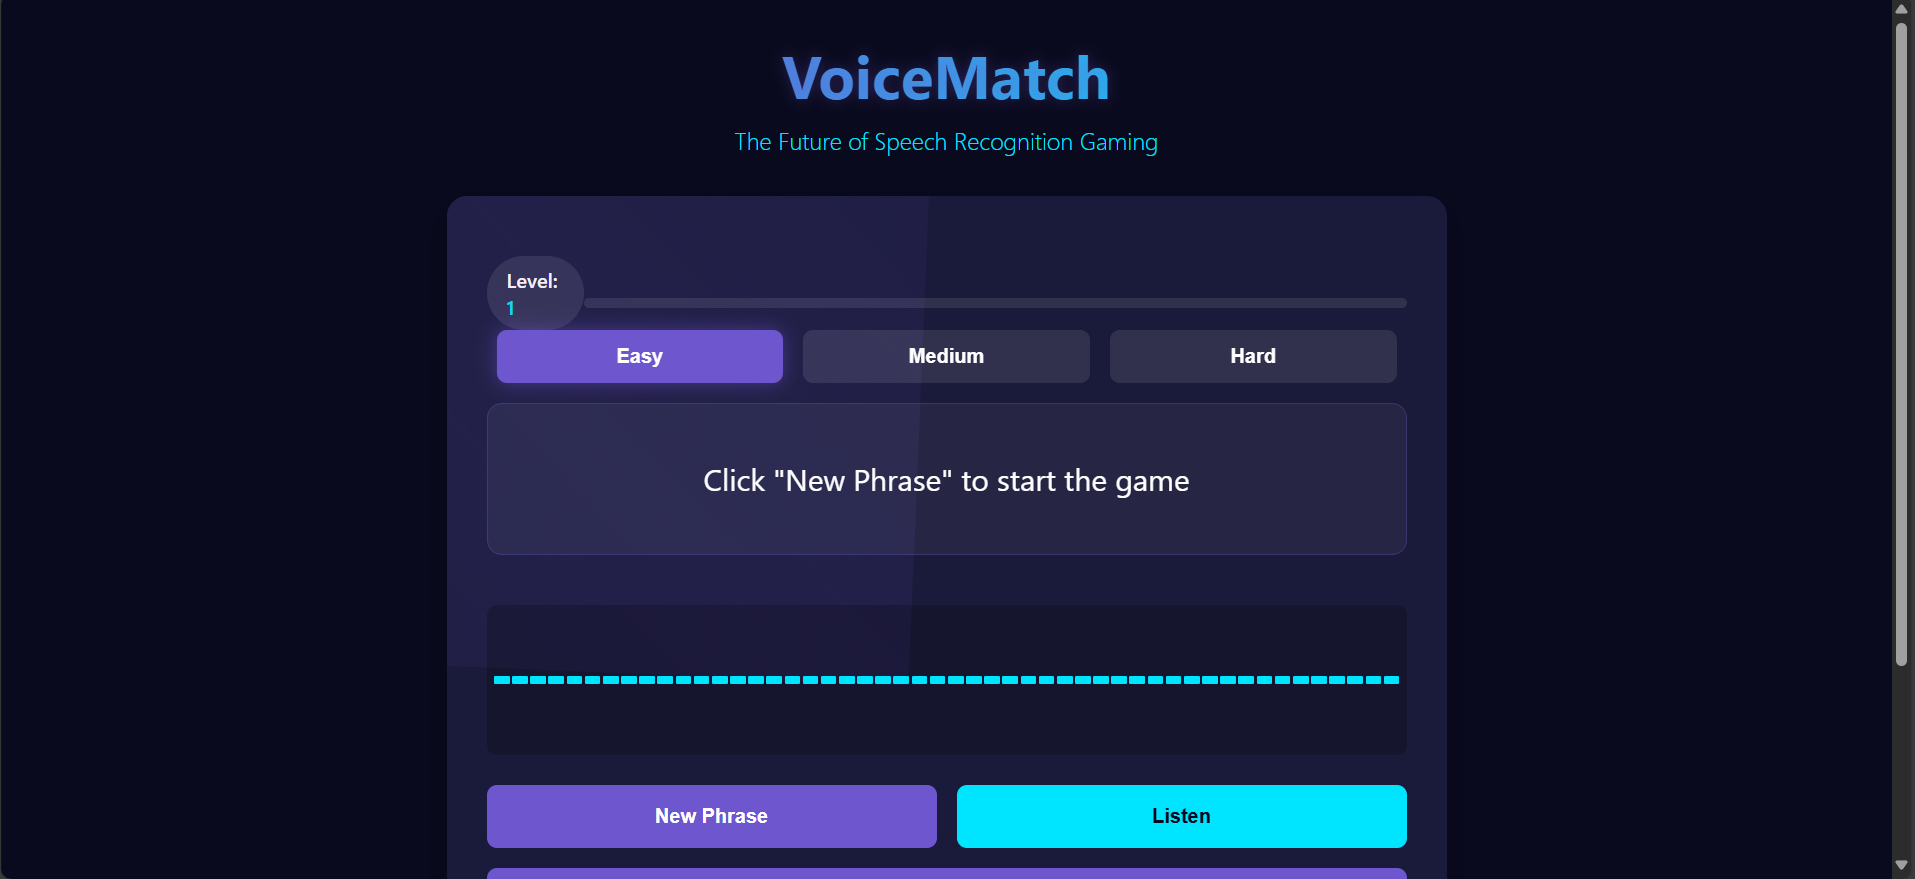 VoiceMatch
The Future of Speech Recognition Gaming
Level:
1
Easy
Medium
Hard
Click "New Phrase" to start the game
New Phrase
Listen